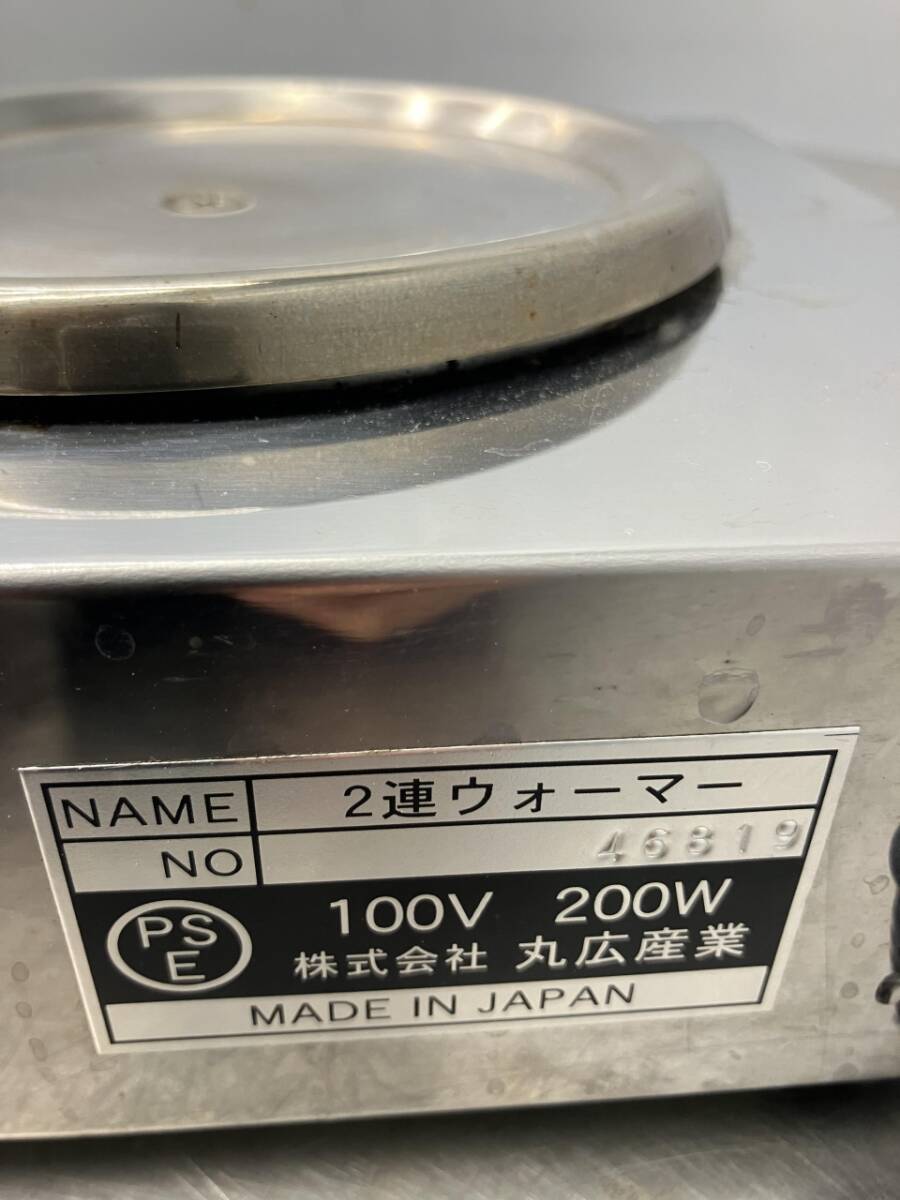 NAME 2連ウォーマー
NO 46819
PS
E
100V 200W
株式会社 丸広産業
MADE IN JAPAN